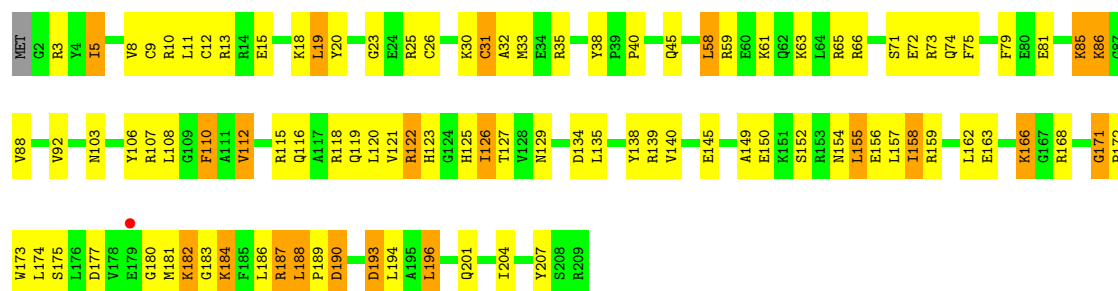 MET G2 R3 Y4 I5 V8 C9 R10 L11 C12 R13 R14 E15 K18 L19 Y20 G23 E24 R25 C26 K30 C31 A32 M33 E34 R35 Y38 P39 P40 Q45 L58 R59 E60 K61 Q62 K63 L64 R65 R66 S71 E72 R73 Q74 F75 F79 E80 E81 K85 K86 G87
V88 V92 N103 Y106 R107 L108 G109 F110 A111 V112 R115 Q116 A117 R118 Q119 L120 V121 R122 H123 G124 H125 I126 T127 V128 N129 D134 L135 Y138 R139 V140 E145 A149 E150 K151 S152 R153 N154 L155 E156 L157 I158 R159 L162 E163 K166 G167 R168 G171 P172
W173 L174 S175 L176 D177 V178 E179 G180 M181 K182 G183 K184 F185 L186 R187 L188 P189 D190 D193 L194 A195 L196 Q201 I204 Y207 S208 R209